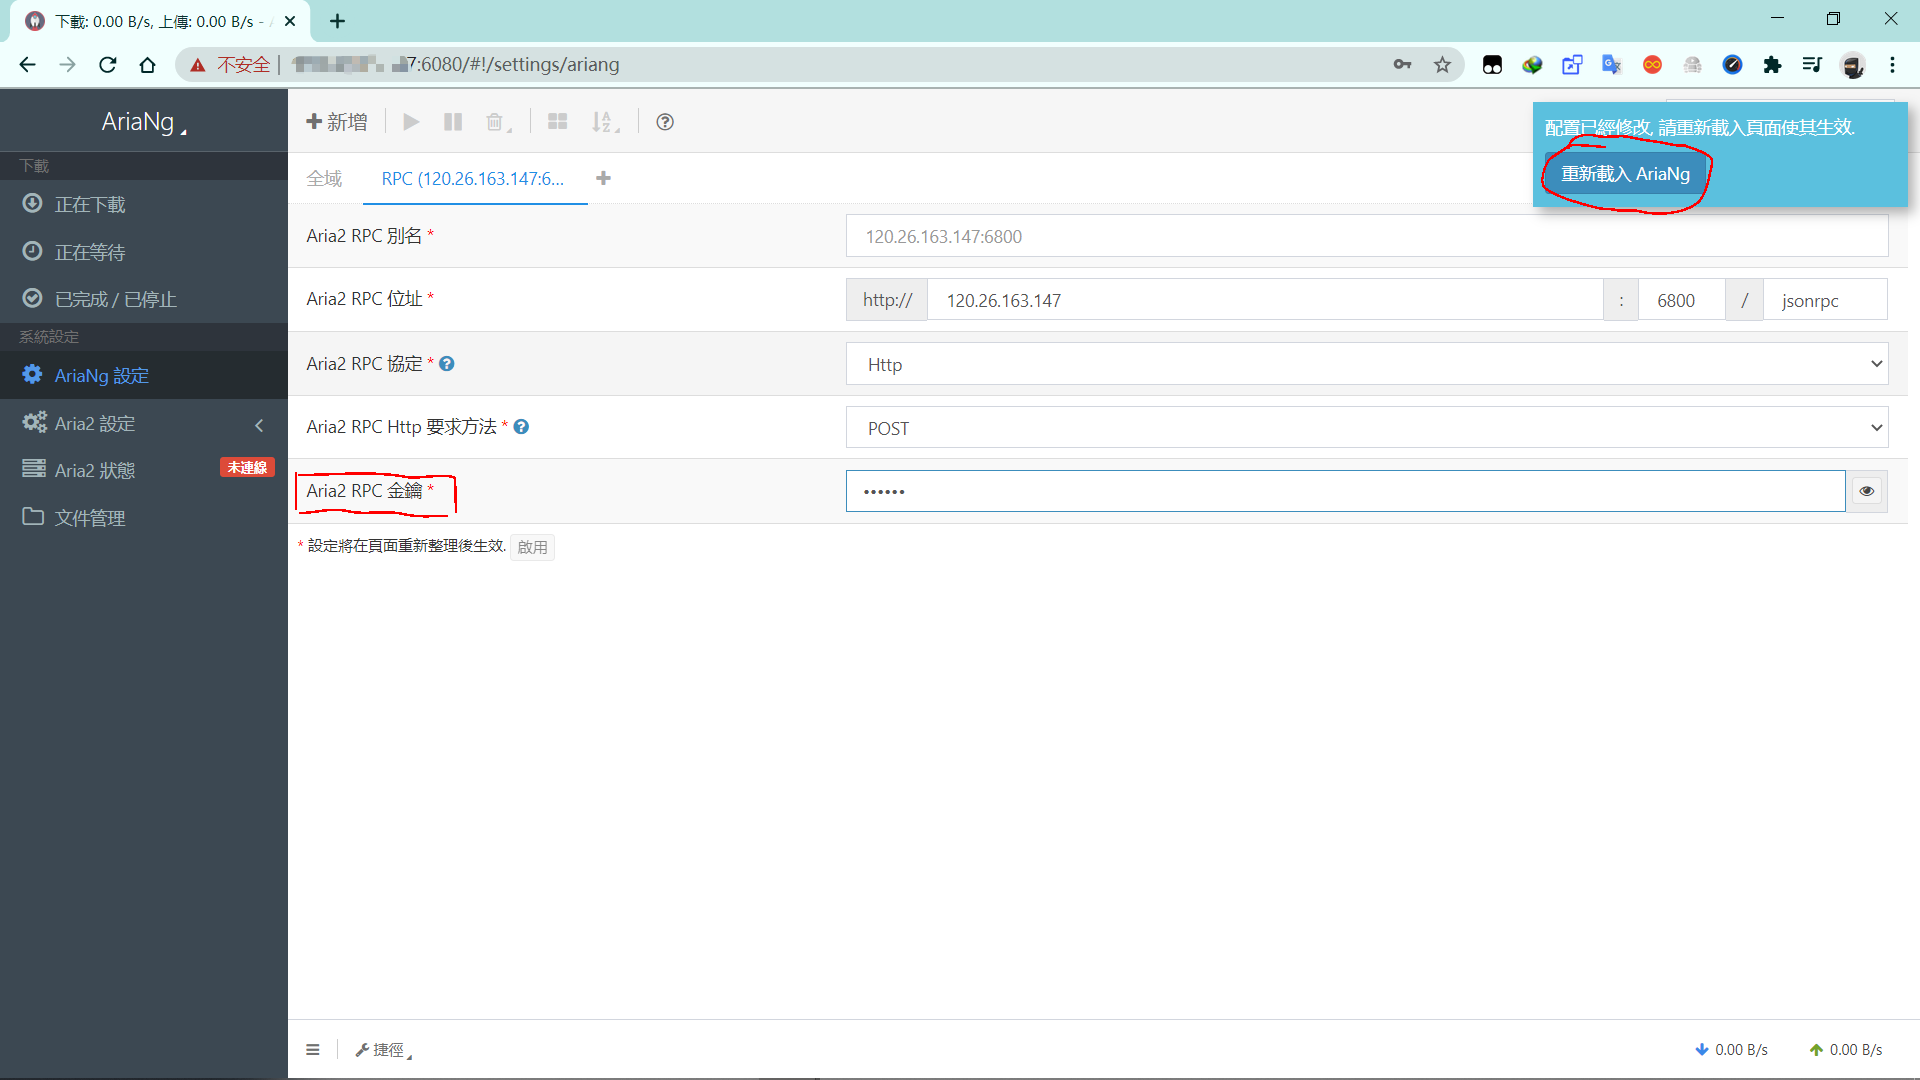 下載: 0.00 B/s, 上傳: 0.00 B/s -
不安全
7:6080/#!/settings/ariang
AriaNg
新增
配置已經修改, 請重新載入頁面使其生效.
重新載入 AriaNg
下載
正在下載
正在等待
已完成 / 已停止
系統設定
AriaNg 設定
Aria2 設定
Aria2 狀態 未連線
文件管理
全域 RPC (120.26.163.147:6...
Aria2 RPC 別名 * 120.26.163.147:6800
Aria2 RPC 位址 * http:// 120.26.163.147 : 6800 / jsonrpc
Aria2 RPC 協定 * Http
Aria2 RPC Http 要求方法 * POST
Aria2 RPC 金鑰 * ••••••
* 設定將在頁面重新整理後生效. 啟用
捷徑
0.00 B/s 0.00 B/s